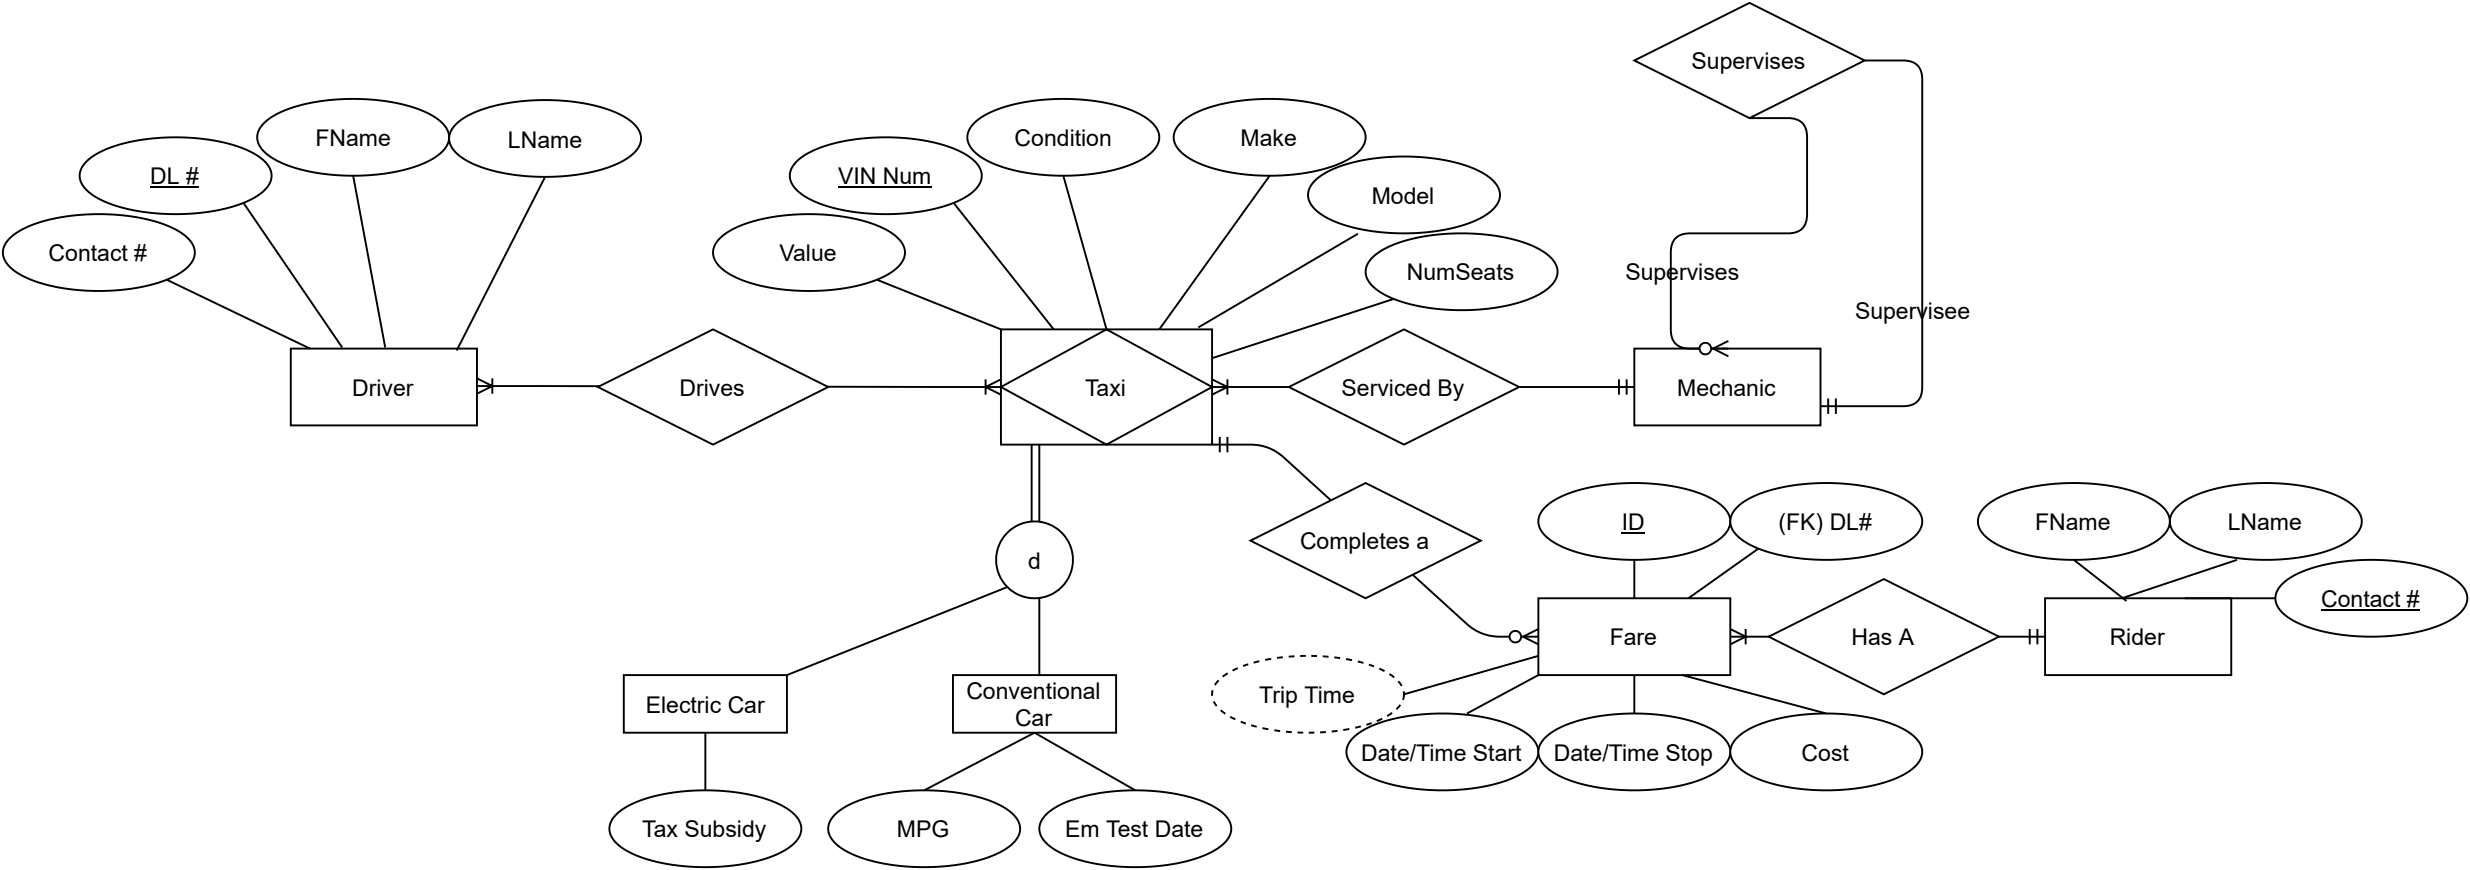 Supervises
FName
LName
Condition
Make
DL #
VIN Num
Model
Contact #
Value
NumSeats
Supervises
Supervisee
Driver
Drives
Taxi
Serviced By
Mechanic
Completes a
ID
(FK) DL#
FName
LName
d
Contact #
Fare
Has A
Rider
Electric Car
Conventional
Car
Trip Time
Date/Time Start
Date/Time Stop
Cost
Tax Subsidy
MPG
Em Test Date